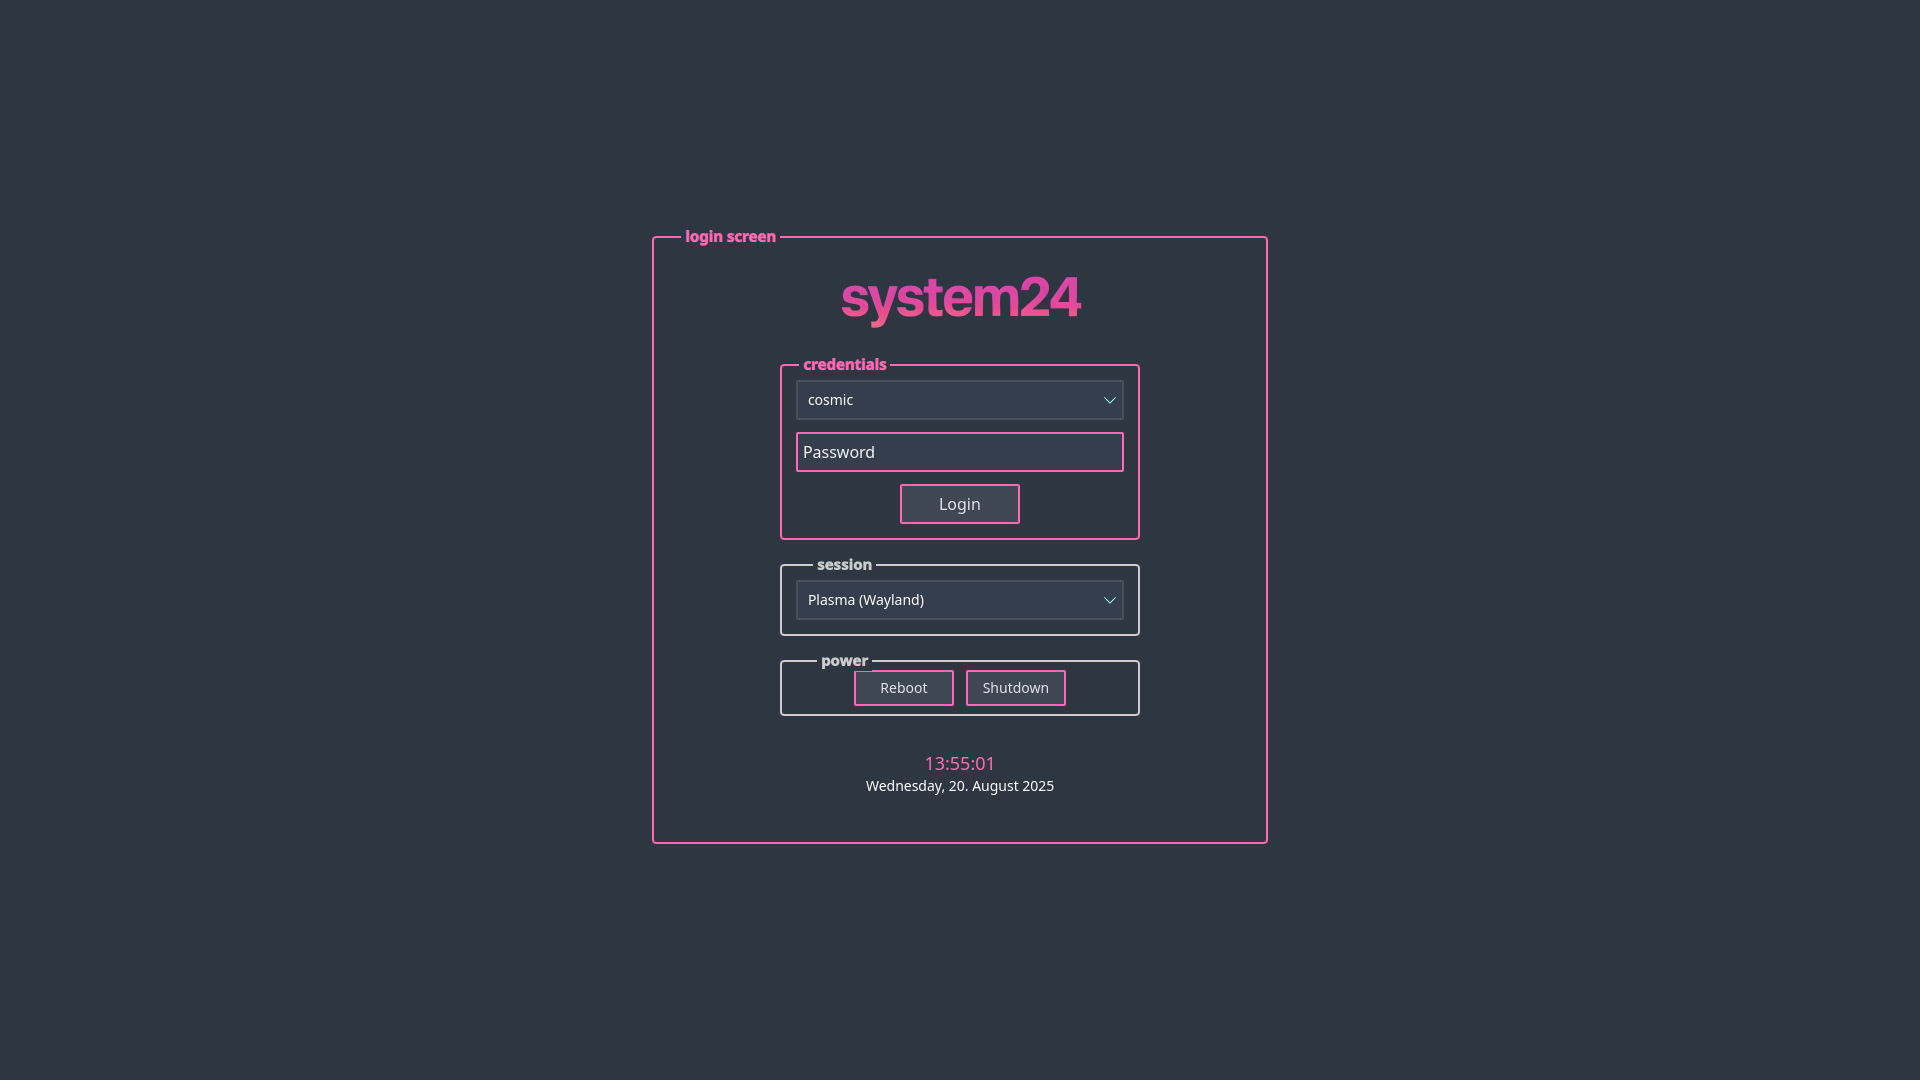 login screen
system24
credentials
cosmic
Password
Login
session
Plasma (Wayland)
power
Reboot Shutdown
13:55:01
Wednesday, 20. August 2025